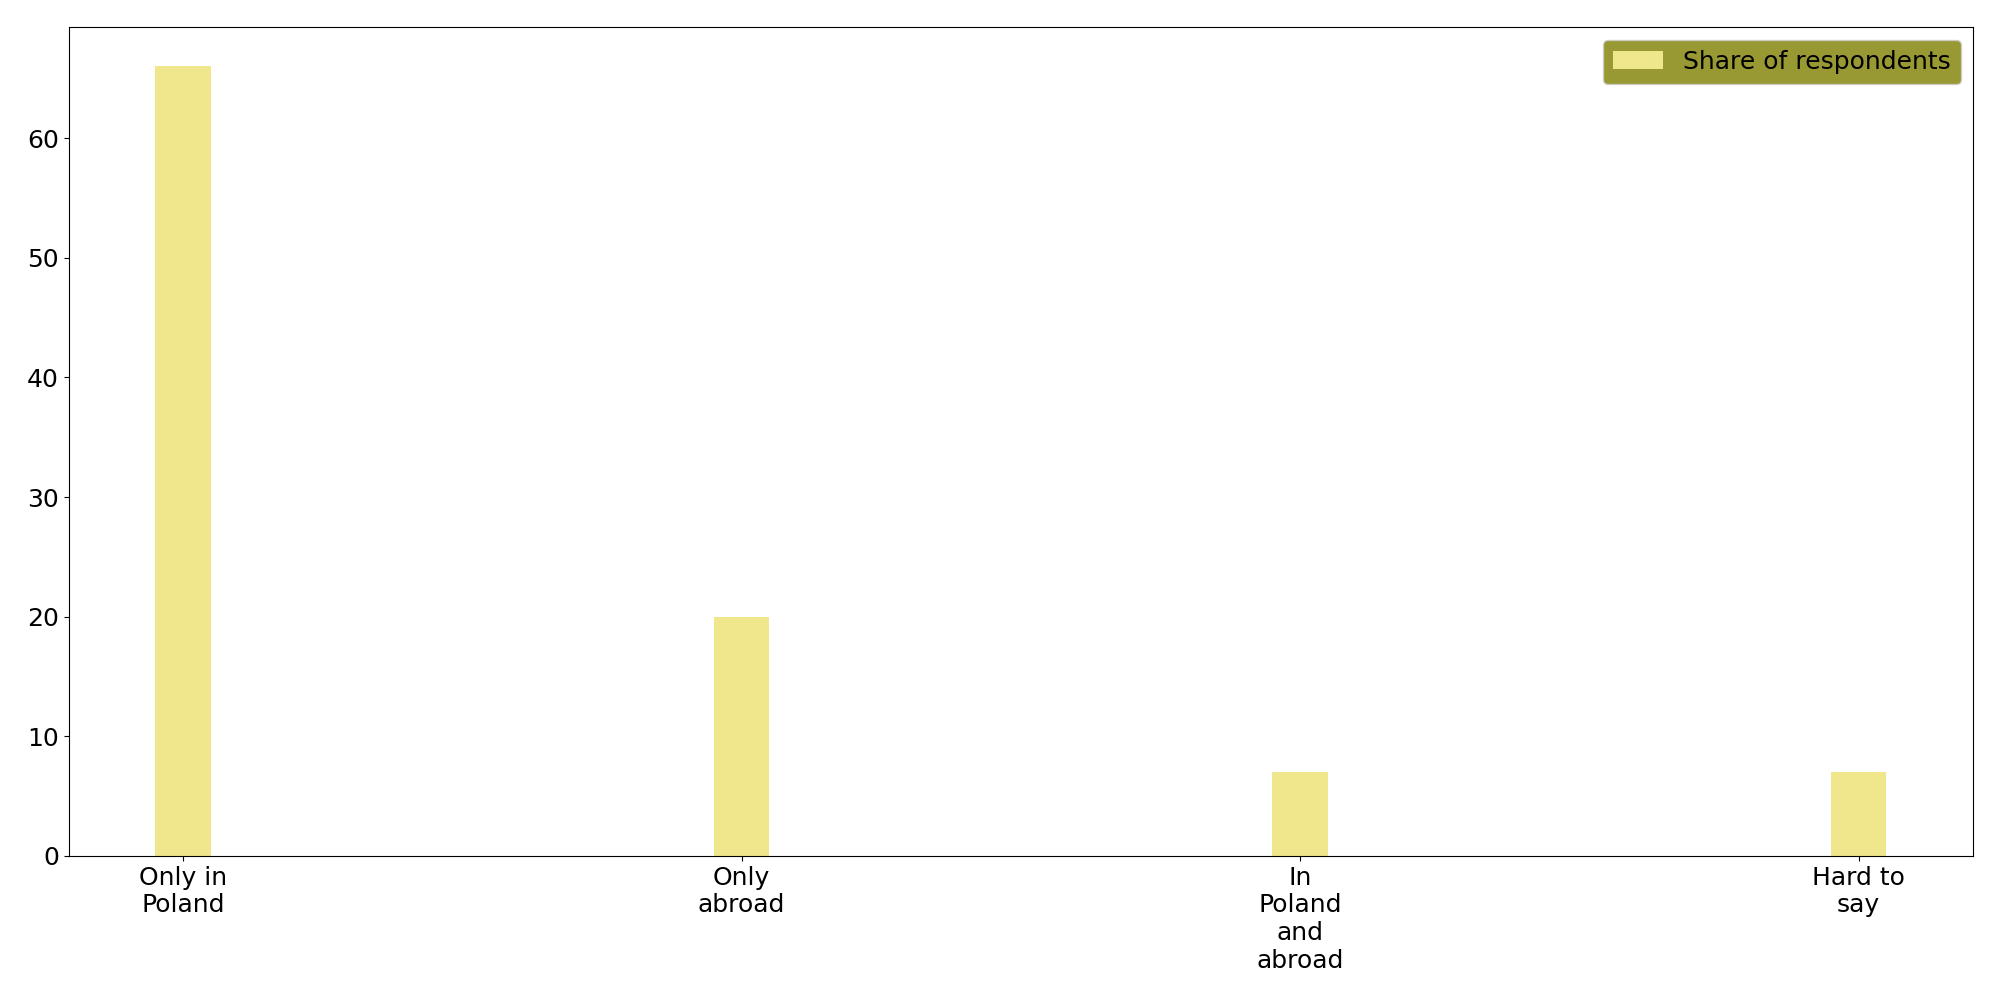 Share of respondents
60
50
40
30
20
10
0
Only in
Poland
Only
abroad
In
Poland
and
abroad
Hard to
say